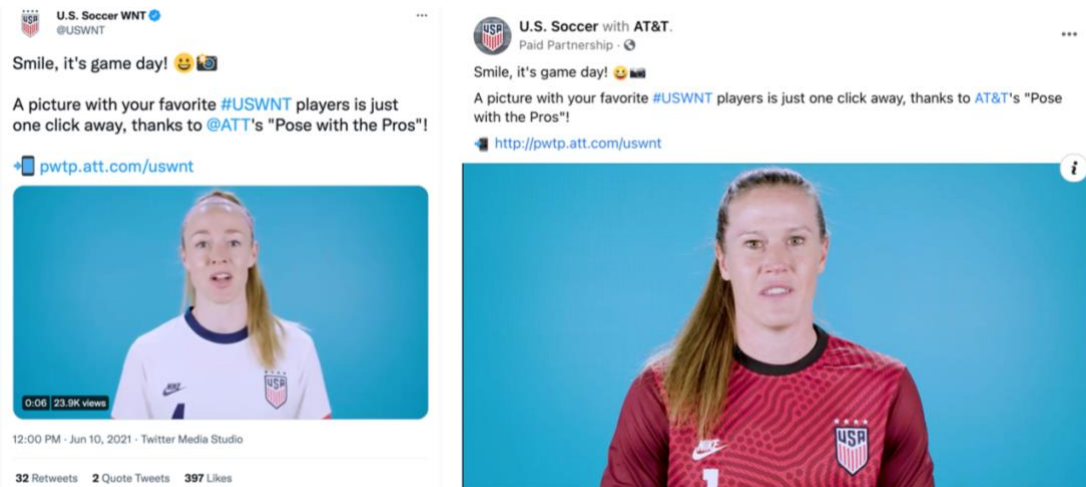 U.S. Soccer WNT
@USWNT
Smile, it's game day! 😀📸
A picture with your favorite #USWNT players is just
one click away, thanks to @ATT's "Pose with the Pros"!
📲 pwtp.att.com/uswnt
USA
0:06 23.9K views
12:00 PM · Jun 10, 2021 · Twitter Media Studio
32 Retweets 2 Quote Tweets 397 Likes
U.S. Soccer with AT&T.
Paid Partnership ·
Smile, it's game day! 😀📷
A picture with your favorite #USWNT players is just one click away, thanks to AT&T's "Pose
with the Pros"!
📲 http://pwtp.att.com/uswnt
USA
1